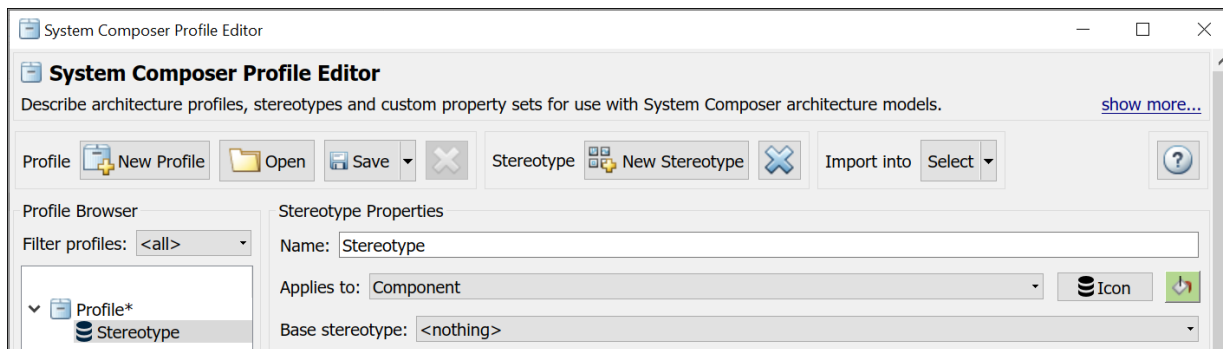 System Composer Profile Editor
System Composer Profile Editor
Describe architecture profiles, stereotypes and custom property sets for use with System Composer architecture models. show more...
Profile New Profile Open Save Stereotype New Stereotype Import into Select ?
Profile Browser Stereotype Properties
Filter profiles: <all> Name: Stereotype
Applies to: Component Icon
Profile*
Stereotype Base stereotype: <nothing>